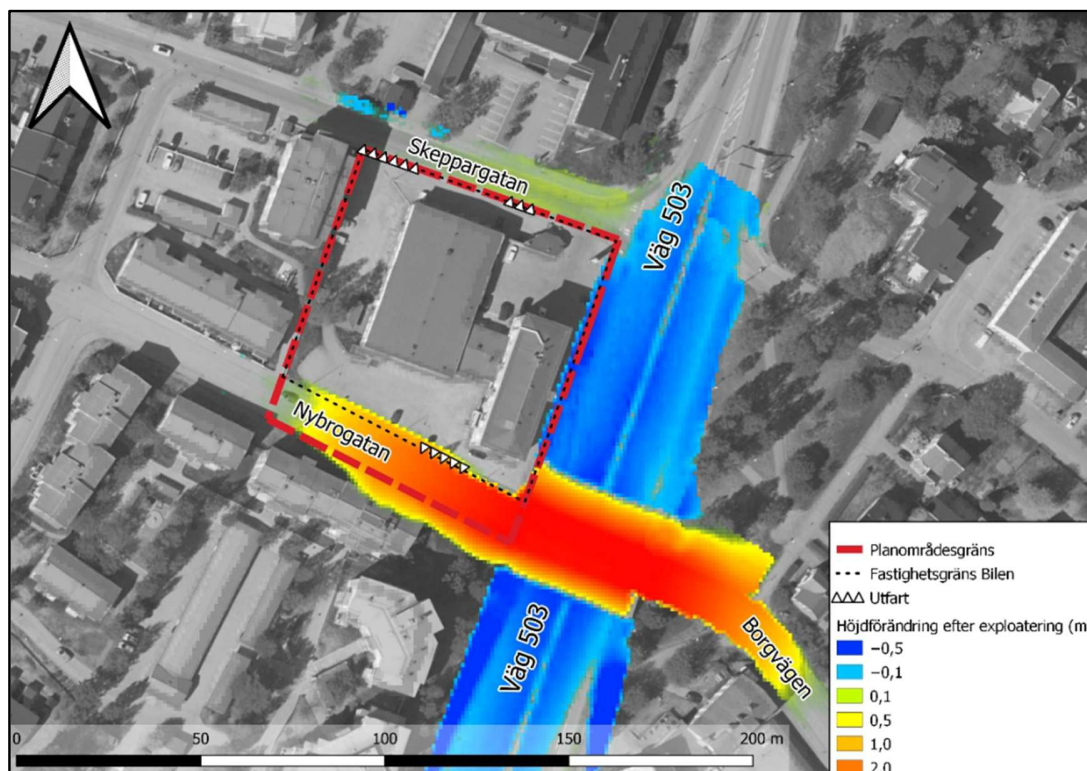 Skeppargatan
Väg 503
Nybrogatan
Väg 503
Borgvägen
Planområdesgräns
Fastighetsgräns Bilen
Utfart
Höjdförändring efter exploatering (m
−0,5
−0,1
0,1
0,5
1,0
2,0
0 50 100 150 200 m